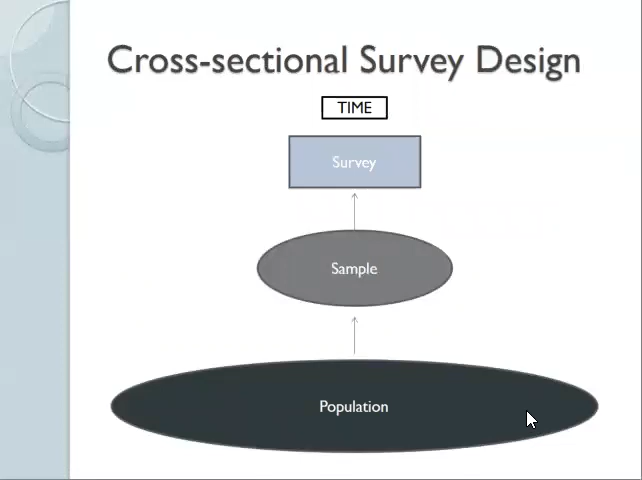 Cross-sectional Survey Design
TIME
Survey
Sample
Population